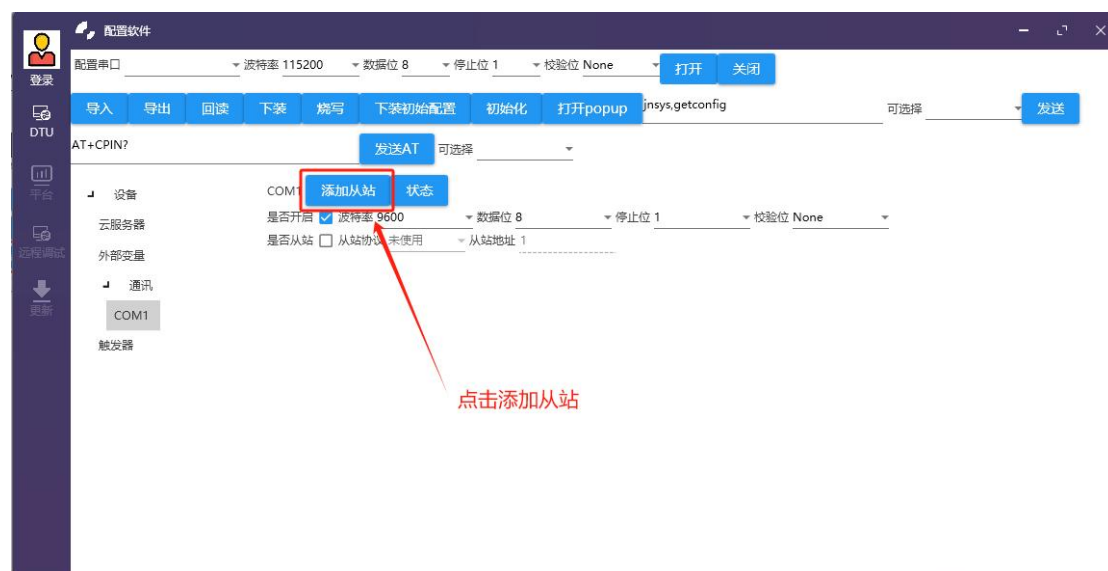 配置软件
登录
配置串口 波特率 115200 数据位 8 停止位 1 校验位 None 打开 关闭
导入 导出 回读 下装 烧写 下装初始配置 初始化 打开popup jnsys,getconfig 可选择 发送
DTU
AT+CPIN? 发送AT 可选择
平台
设备
COM1 添加从站 状态
云服务器
是否开启 波特率 9600 数据位 8 停止位 1 校验位 None
远程调试
外部变量
是否从站 从站协议 未使用 从站地址 1
通讯
更新
COM1
触发器
点击添加从站